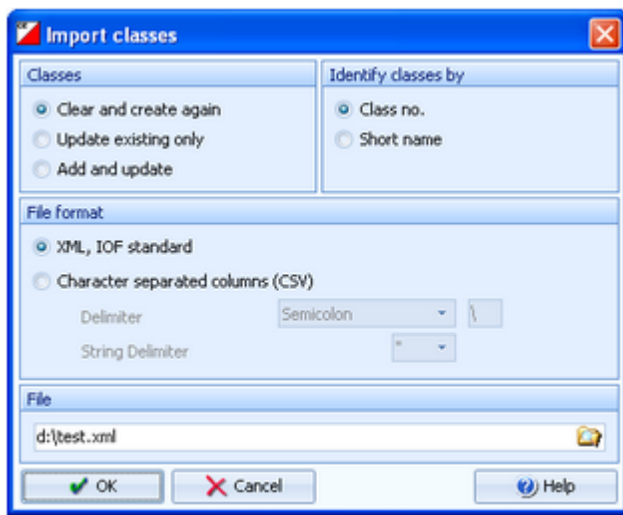 Import classes
Classes
Identify classes by
Clear and create again
Class no.
Update existing only
Short name
Add and update
File format
XML, IOF standard
Character separated columns (CSV)
Delimiter
Semicolon
\
String Delimiter
"
File
d:\test.xml
OK
Cancel
Help